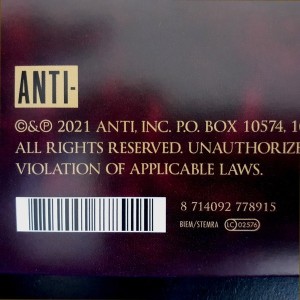 ANTI-
©&℗ 2021 ANTI, INC. P.O. BOX 10574,
ALL RIGHTS RESERVED. UNAUTHORIZE
VIOLATION OF APPLICABLE LAWS.
8 714092 778915
BIEM/STEMRA
LC 02576